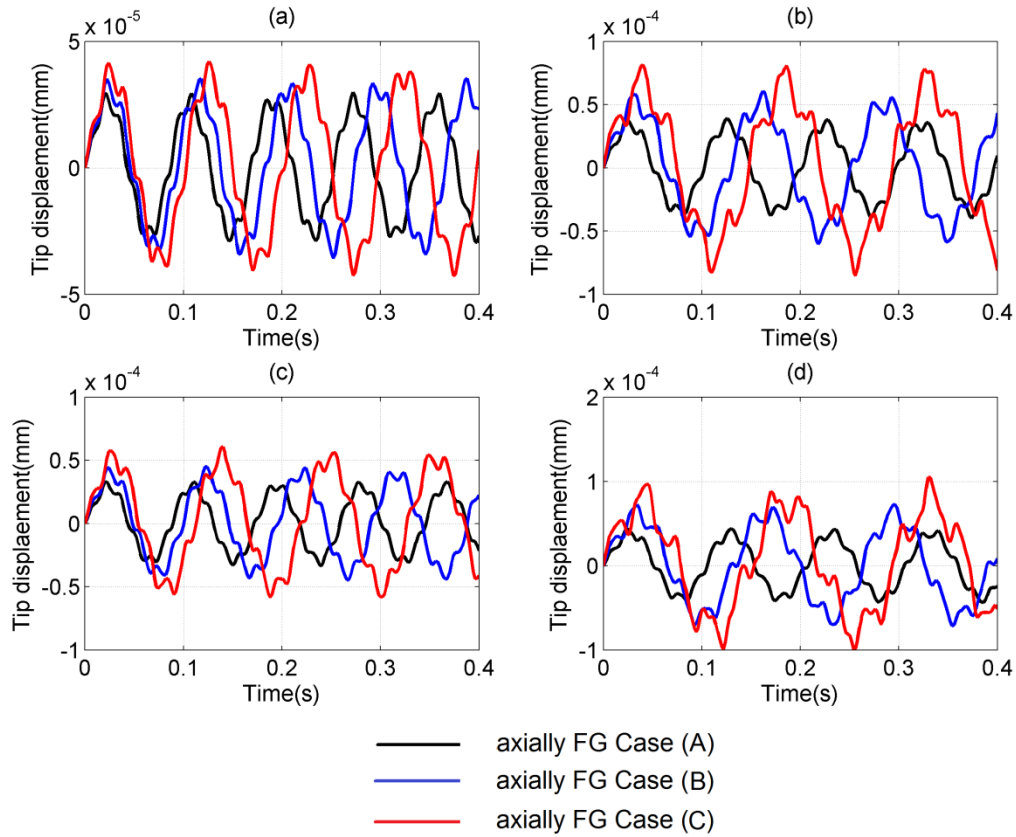 (a)
x 10-5
5
0
-5
Tip displaement(mm)
0 0.1 0.2 0.3 0.4
Time(s)
(b)
x 10-4
1
0.5
0
-0.5
-1
Tip displaement(mm)
0 0.1 0.2 0.3 0.4
Time(s)
(c)
x 10-4
1
0.5
0
-0.5
-1
Tip displaement(mm)
0 0.1 0.2 0.3 0.4
Time(s)
(d)
x 10-4
2
0
-1
Tip displaement(mm)
0 0.1 0.2 0.3 0.4
Time(s)
axially FG Case (A)
axially FG Case (B)
axially FG Case (C)